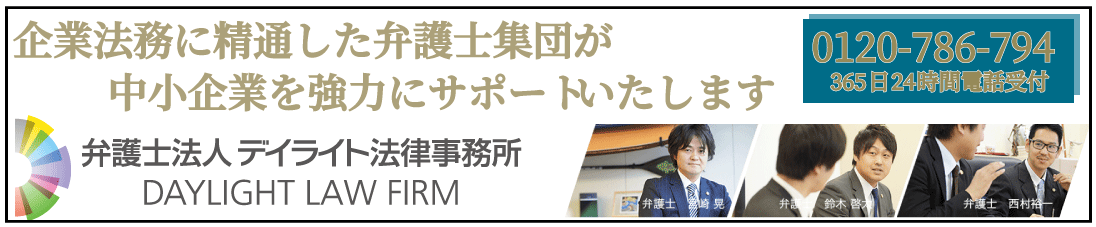 企業法務に精通した弁護士集団が
中小企業を強力にサポートいたします
0120-786-794
365日24時間電話受付
弁護士法人 デイライト法律事務所
DAYLIGHT LAW FIRM
弁護士 宮崎 晃
弁護士 鈴木 啓太
弁護士 西村裕一